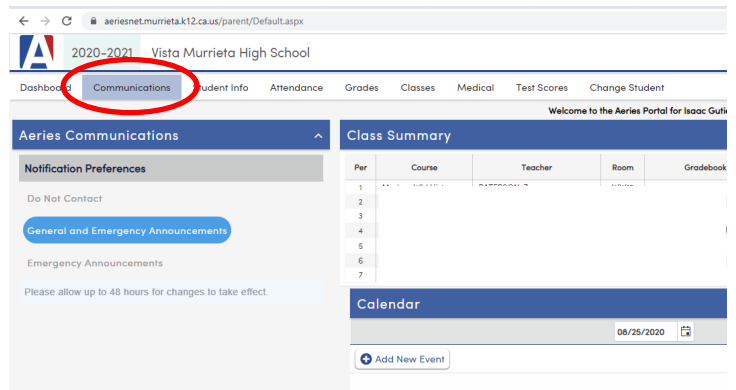 aeriesnet.murrieta.k12.ca.us/parent/Default.aspx
2020-2021 Vista Murrieta High School
Dashboard Communications Student Info Attendance Grades Classes Medical Test Scores Change Student
Welcome to the Aeries Portal for Isaac
Aeries Communications
Notification Preferences
Do Not Contact
General and Emergency Announcements
Emergency Announcements
Please allow up to 48 hours for changes to take effect.
Class Summary
Per Course Teacher Room Gradebook
1
2
3
4
5
6
7
Calendar
08/25/2020
Add New Event